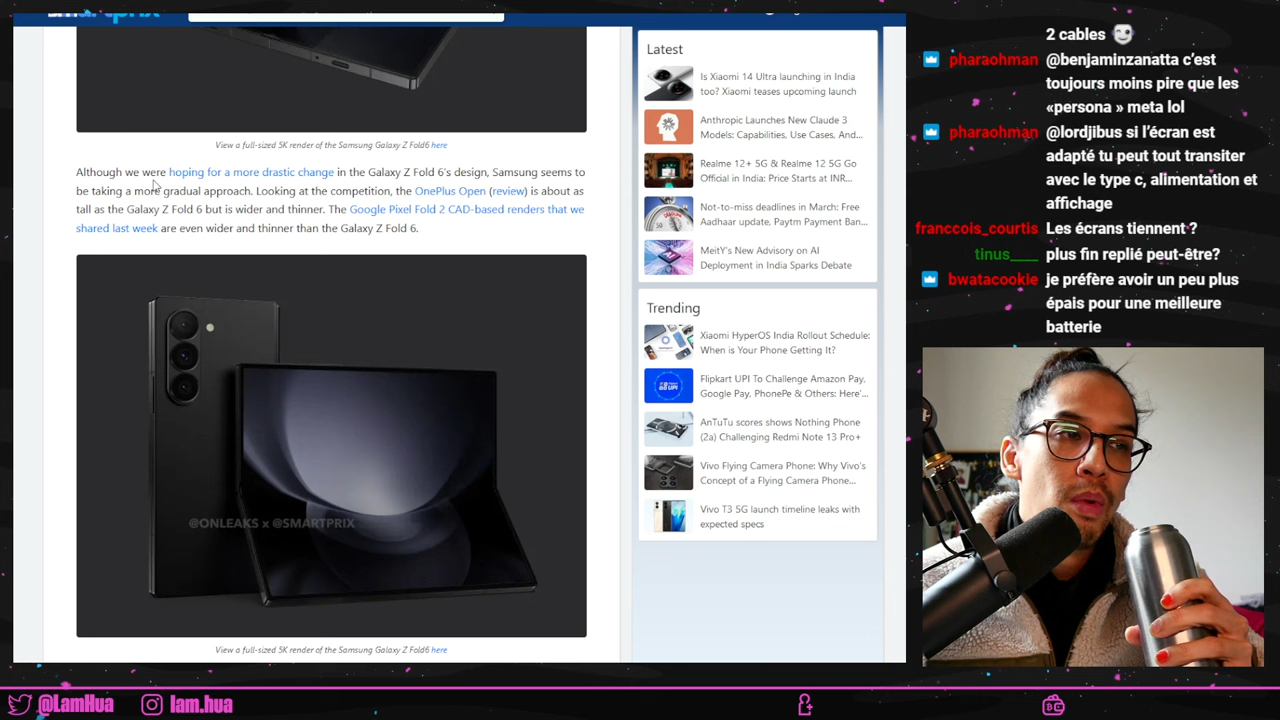 smartprix
View a full-sized 5K render of the Samsung Galaxy Z Fold6 here
Although we were hoping for a more drastic change in the Galaxy Z Fold 6's design, Samsung seems to
be taking a more gradual approach. Looking at the competition, the OnePlus Open (review) is about as
tall as the Galaxy Z Fold 6 but is wider and thinner. The Google Pixel Fold 2 CAD-based renders that we
shared last week are even wider and thinner than the Galaxy Z Fold 6.
@ONLEAKS x @SMARTPRIX
View a full-sized 5K render of the Samsung Galaxy Z Fold6 here
Latest
Is Xiaomi 14 Ultra launching in India
too? Xiaomi teases upcoming launch
Anthropic Launches New Claude 3
Models: Capabilities, Use Cases, And...
Realme 12+ 5G & Realme 12 5G Go
Official in India: Price Starts at INR...
Not-to-miss deadlines in March: Free
Aadhaar update, Paytm Payment Ban...
MeitY's New Advisory on AI
Deployment in India Sparks Debate
Trending
Xiaomi HyperOS India Rollout Schedule:
When is Your Phone Getting It?
Flipkart UPI To Challenge Amazon Pay,
Google Pay, PhonePe & Others: Here'...
AnTuTu scores shows Nothing Phone
(2a) Challenging Redmi Note 13 Pro+
Vivo Flying Camera Phone: Why Vivo's
Concept of a Flying Camera Phone...
Vivo T3 5G launch timeline leaks with
expected specs
2 cables
pharaohman @benjaminzanatta c'est
toujours moins pire que les
«persona » meta lol
pharaohman @lordjibus si l'écran est
adapté tu peut tout transiter
avec le type c, alimentation et
affichage
franccois_courtis Les écrans tiennent ?
tinus____ plus fin replié peut-être?
bwatacookie je préfère avoir un peu plus
épais pour une meilleure
batterie
@LamHua
lam.hua